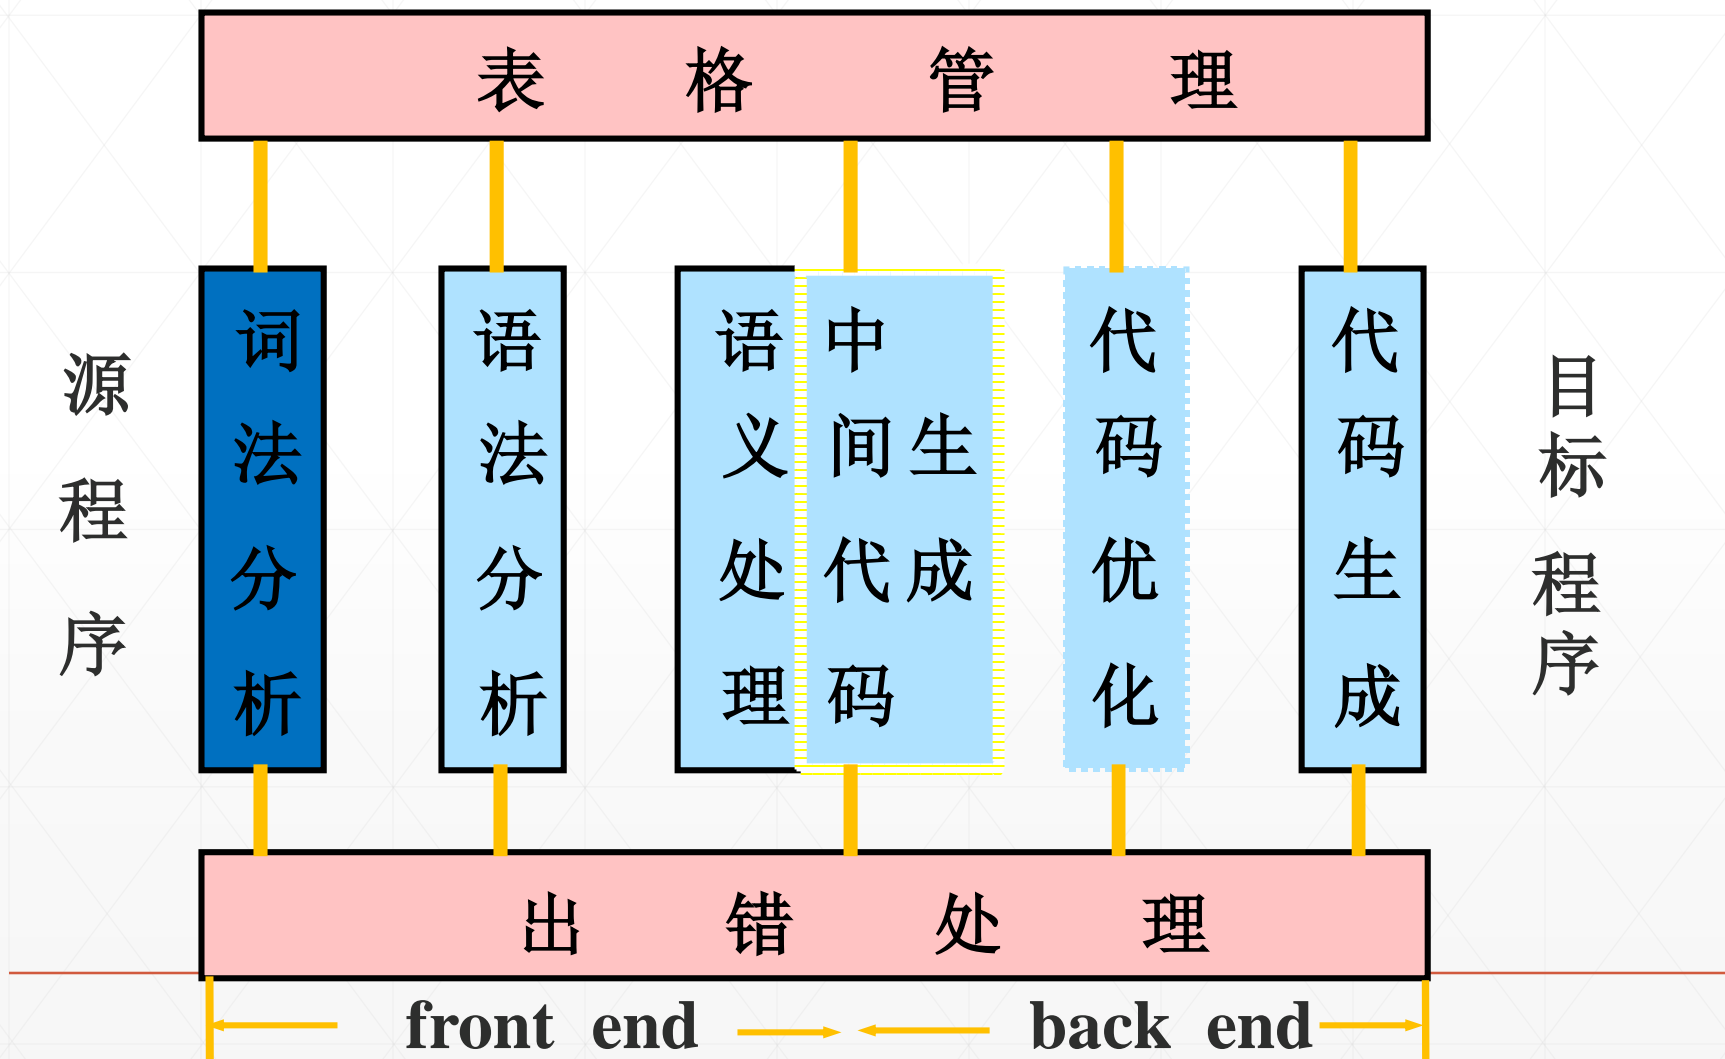 表格管理
源程序
词法分析
语法分析
语义处理
中间代码
生成
代码优化
代码生成
目标程序
出错处理
front end
back end